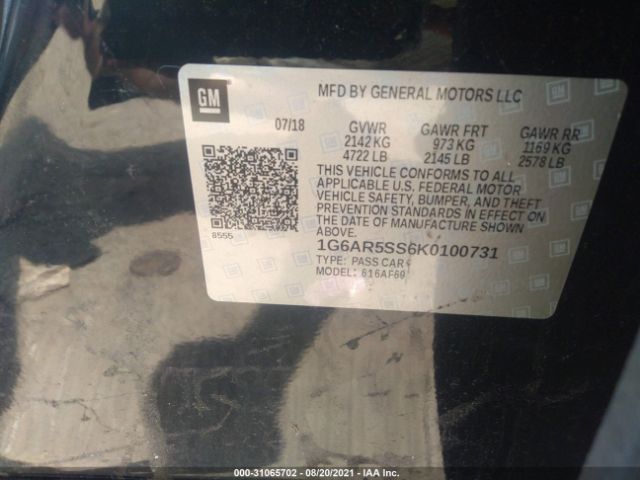 GM
MFD BY GENERAL MOTORS LLC
07/18
GVWR GAWR FRT GAWR RR
2142 KG 973 KG 1169 KG
4722 LB 2145 LB 2578 LB
THIS VEHICLE CONFORMS TO ALL
APPLICABLE U.S. FEDERAL MOTOR
VEHICLE SAFETY, BUMPER, AND THEFT
PREVENTION STANDARDS IN EFFECT ON
THE DATE OF MANUFACTURE SHOWN
ABOVE.
8555
1G6AR5SS6K0100731
TYPE: PASS CAR
MODEL: 616AF69
000-31065702 - 08/20/2021 - IAA Inc.